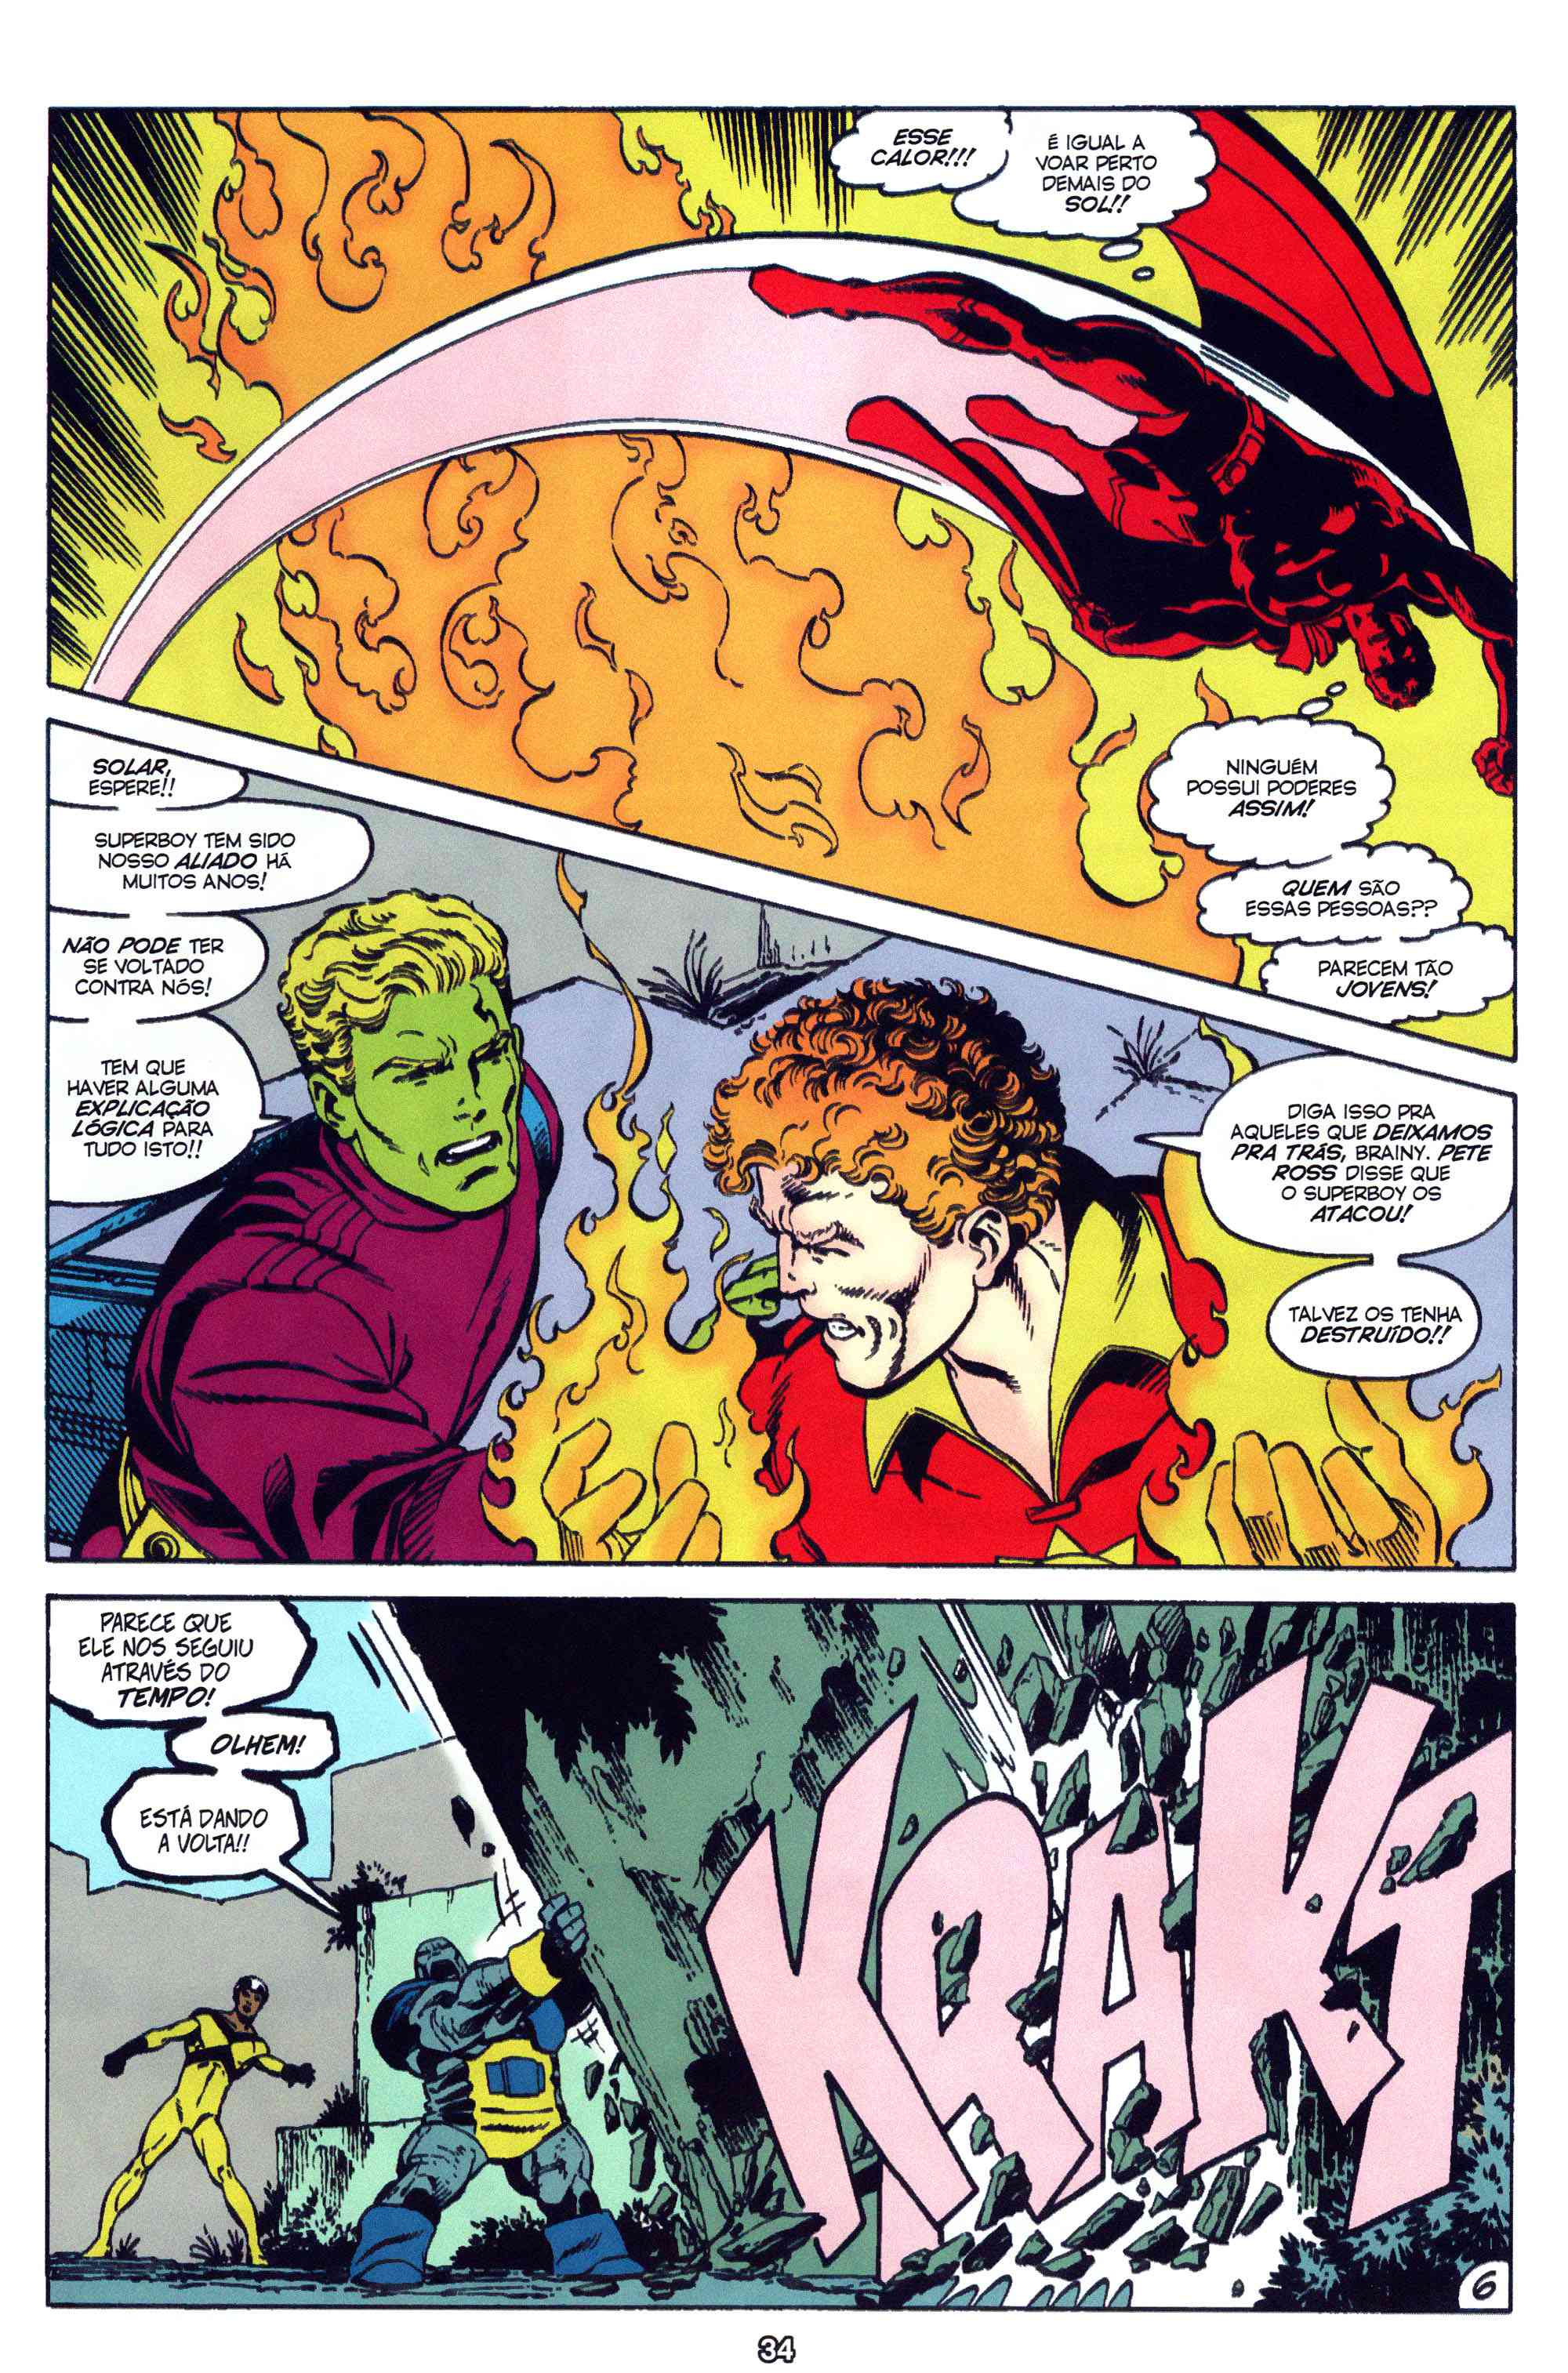 ESSE
CALOR!!!
É IGUAL A
VOAR PERTO
DEMAIS DO
SOL!!
NINGUÉM
POSSUI PODERES
ASSIM!
QUEM SÃO
ESSAS PESSOAS??
PARECEM TÃO
JOVENS!
SOLAR,
ESPERE!!
SUPERBOY TEM SIDO
NOSSO ALIADO HÁ
MUITOS ANOS!
NÃO PODE TER
SE VOLTADO
CONTRA NÓS!
TEM QUE
HAVER ALGUMA
EXPLICAÇÃO
LÓGICA PARA
TUDO ISTO!!
DIGA ISSO PRA
AQUELES QUE DEIXAMOS
PRA TRÁS, BRAINY. PETE
ROSS DISSE QUE
O SUPERBOY OS
ATACOU!
TALVEZ OS TENHA
DESTRUÍDO!!
PARECE QUE
ELE NOS SEGUIU
ATRAVÉS DO
TEMPO!
OLHEM!
ESTÁ DANDO
A VOLTA!!
KRAKT
6
34